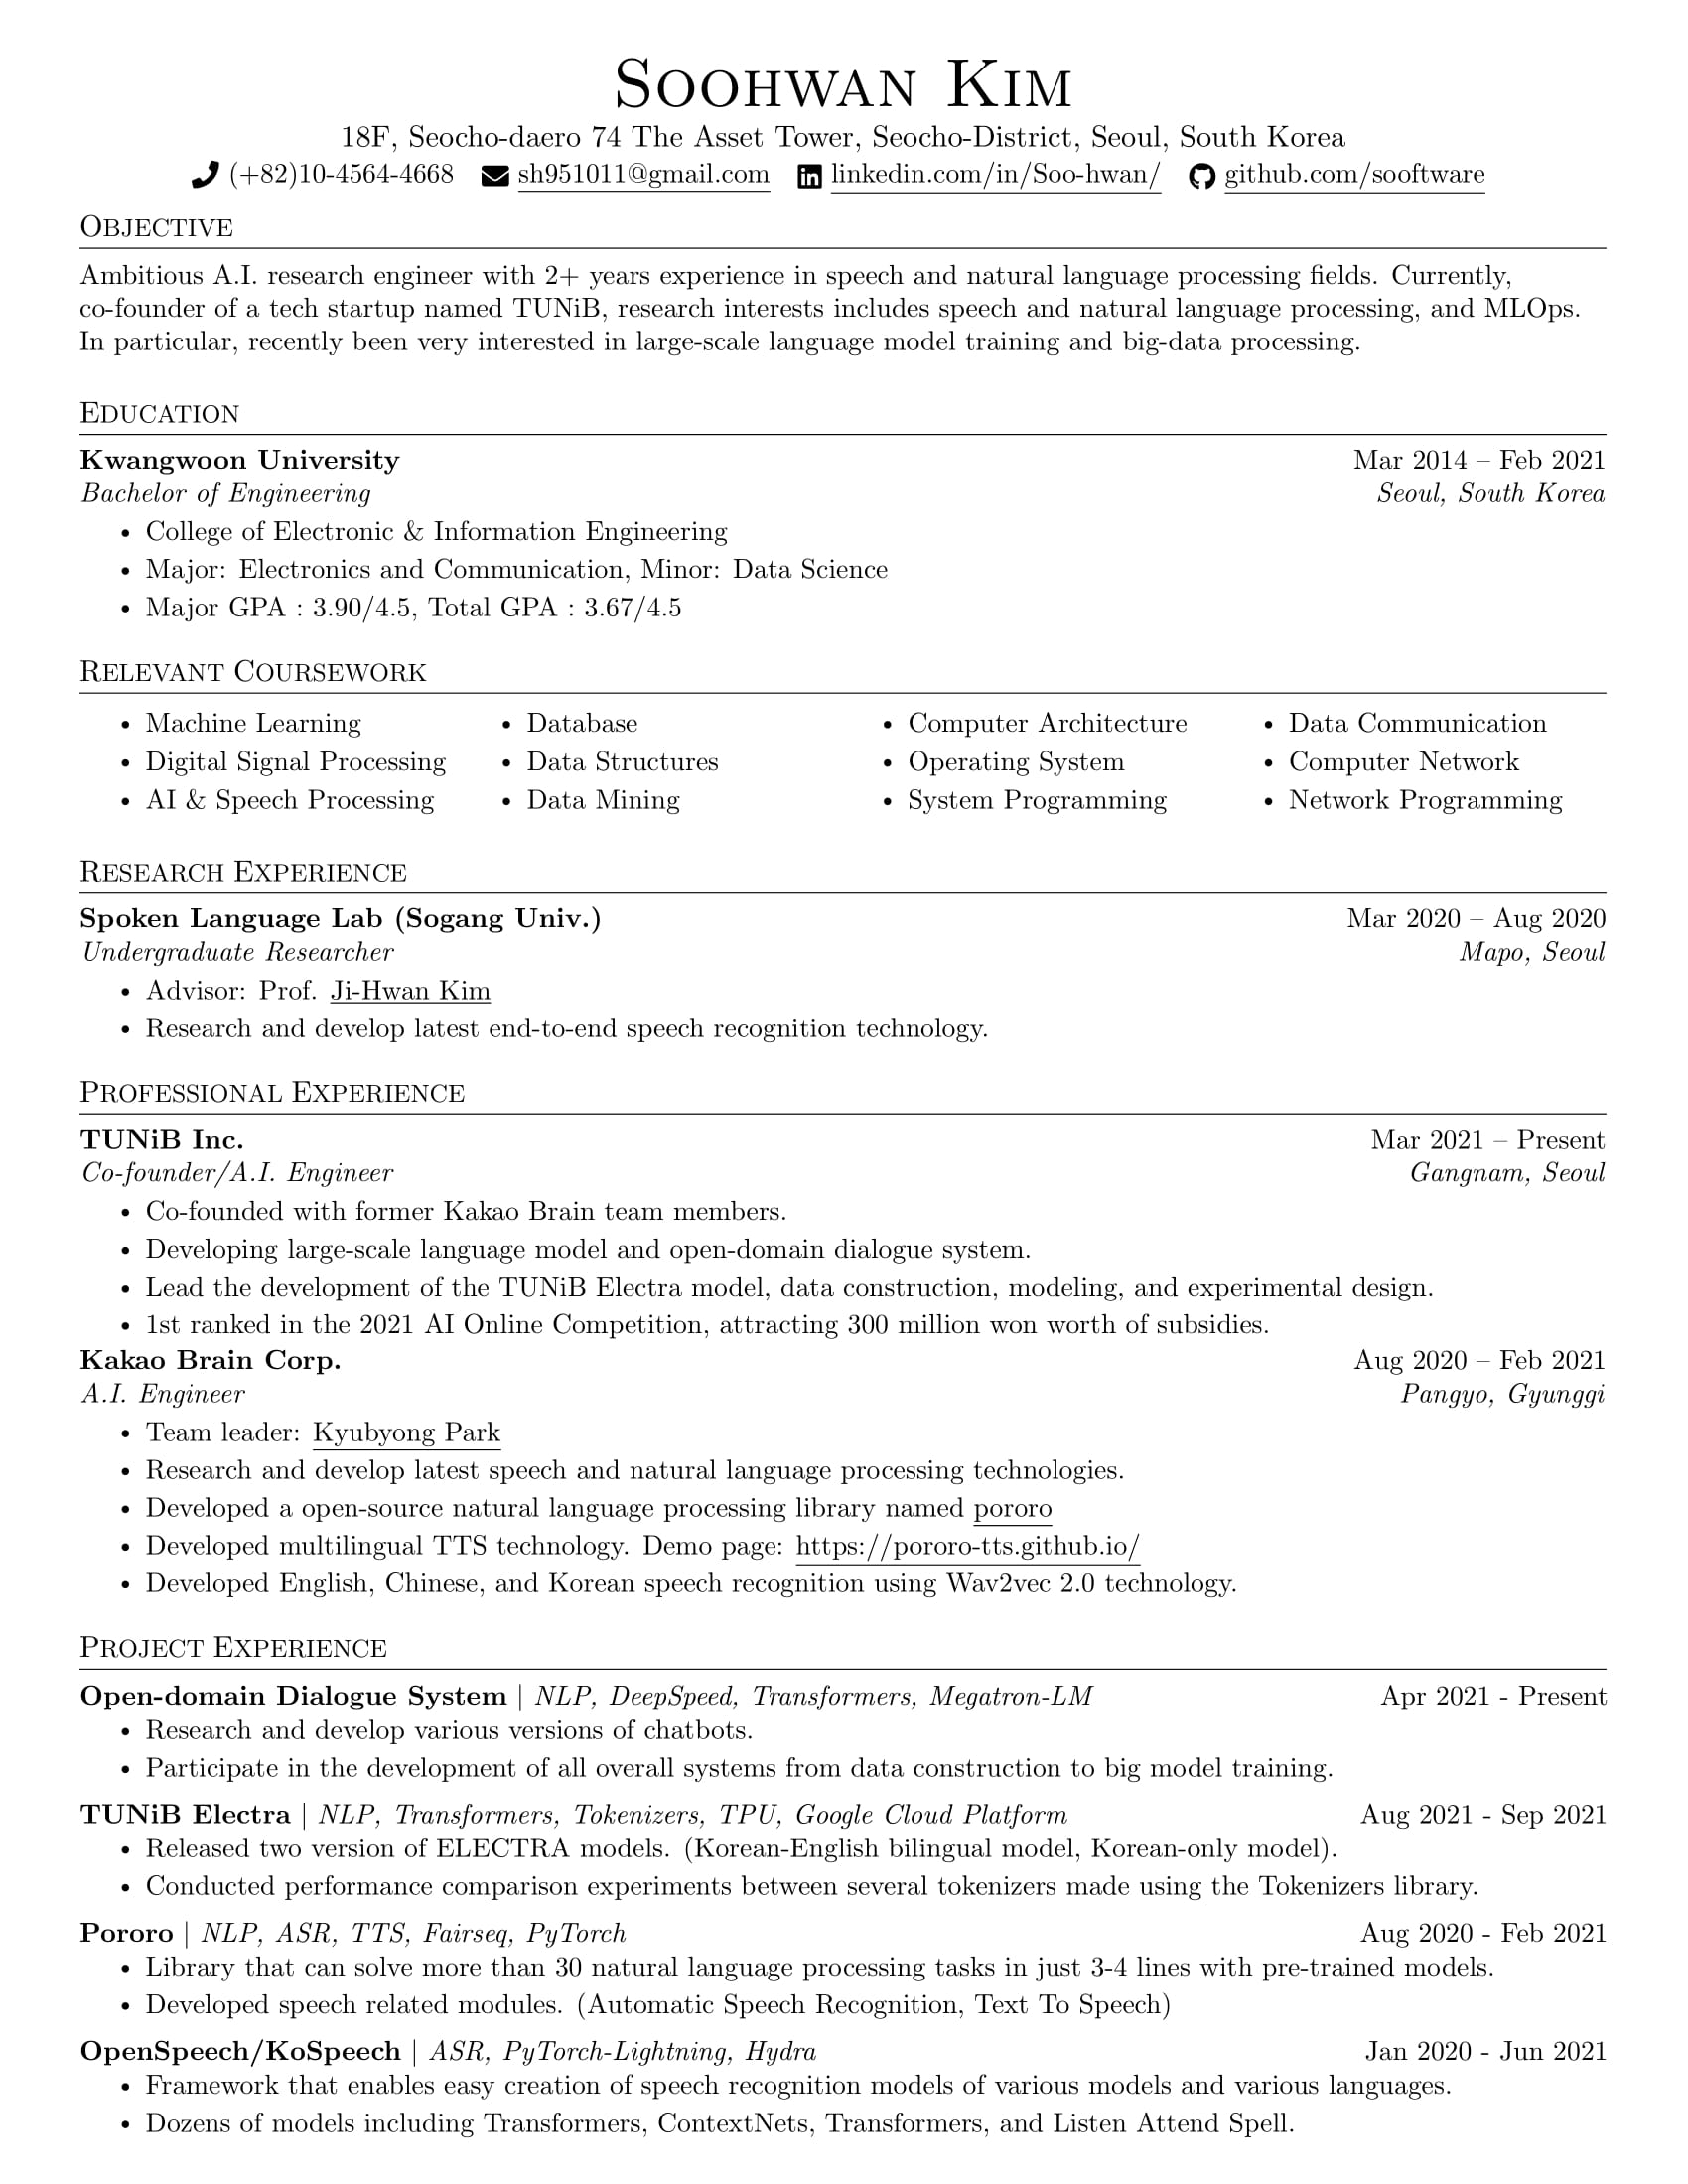 Soohwan Kim
18F, Seocho-daero 74 The Asset Tower, Seocho-District, Seoul, South Korea
(+82)10-4564-4668 sh951011@gmail.com linkedin.com/in/Soo-hwan/ github.com/sooftware
Objective
Ambitious A.I. research engineer with 2+ years experience in speech and natural language processing fields. Currently,
co-founder of a tech startup named TUNiB, research interests includes speech and natural language processing, and MLOps.
In particular, recently been very interested in large-scale language model training and big-data processing.
Education
Kwangwoon University Mar 2014 – Feb 2021
Bachelor of Engineering Seoul, South Korea
• College of Electronic & Information Engineering
• Major: Electronics and Communication, Minor: Data Science
• Major GPA : 3.90/4.5, Total GPA : 3.67/4.5
Relevant Coursework
• Machine Learning • Database • Computer Architecture • Data Communication
• Digital Signal Processing • Data Structures • Operating System • Computer Network
• AI & Speech Processing • Data Mining • System Programming • Network Programming
Research Experience
Spoken Language Lab (Sogang Univ.) Mar 2020 – Aug 2020
Undergraduate Researcher Mapo, Seoul
• Advisor: Prof. Ji-Hwan Kim
• Research and develop latest end-to-end speech recognition technology.
Professional Experience
TUNiB Inc. Mar 2021 – Present
Co-founder/A.I. Engineer Gangnam, Seoul
• Co-founded with former Kakao Brain team members.
• Developing large-scale language model and open-domain dialogue system.
• Lead the development of the TUNiB Electra model, data construction, modeling, and experimental design.
• 1st ranked in the 2021 AI Online Competition, attracting 300 million won worth of subsidies.
Kakao Brain Corp. Aug 2020 – Feb 2021
A.I. Engineer Pangyo, Gyunggi
• Team leader: Kyubyong Park
• Research and develop latest speech and natural language processing technologies.
• Developed a open-source natural language processing library named pororo
• Developed multilingual TTS technology. Demo page: https://pororo-tts.github.io/
• Developed English, Chinese, and Korean speech recognition using Wav2vec 2.0 technology.
Project Experience
Open-domain Dialogue System | NLP, DeepSpeed, Transformers, Megatron-LM Apr 2021 - Present
• Research and develop various versions of chatbots.
• Participate in the development of all overall systems from data construction to big model training.
TUNiB Electra | NLP, Transformers, Tokenizers, TPU, Google Cloud Platform Aug 2021 - Sep 2021
• Released two version of ELECTRA models. (Korean-English bilingual model, Korean-only model).
• Conducted performance comparison experiments between several tokenizers made using the Tokenizers library.
Pororo | NLP, ASR, TTS, Fairseq, PyTorch Aug 2020 - Feb 2021
• Library that can solve more than 30 natural language processing tasks in just 3-4 lines with pre-trained models.
• Developed speech related modules. (Automatic Speech Recognition, Text To Speech)
OpenSpeech/KoSpeech | ASR, PyTorch-Lightning, Hydra Jan 2020 - Jun 2021
• Framework that enables easy creation of speech recognition models of various models and various languages.
• Dozens of models including Transformers, ContextNets, Transformers, and Listen Attend Spell.